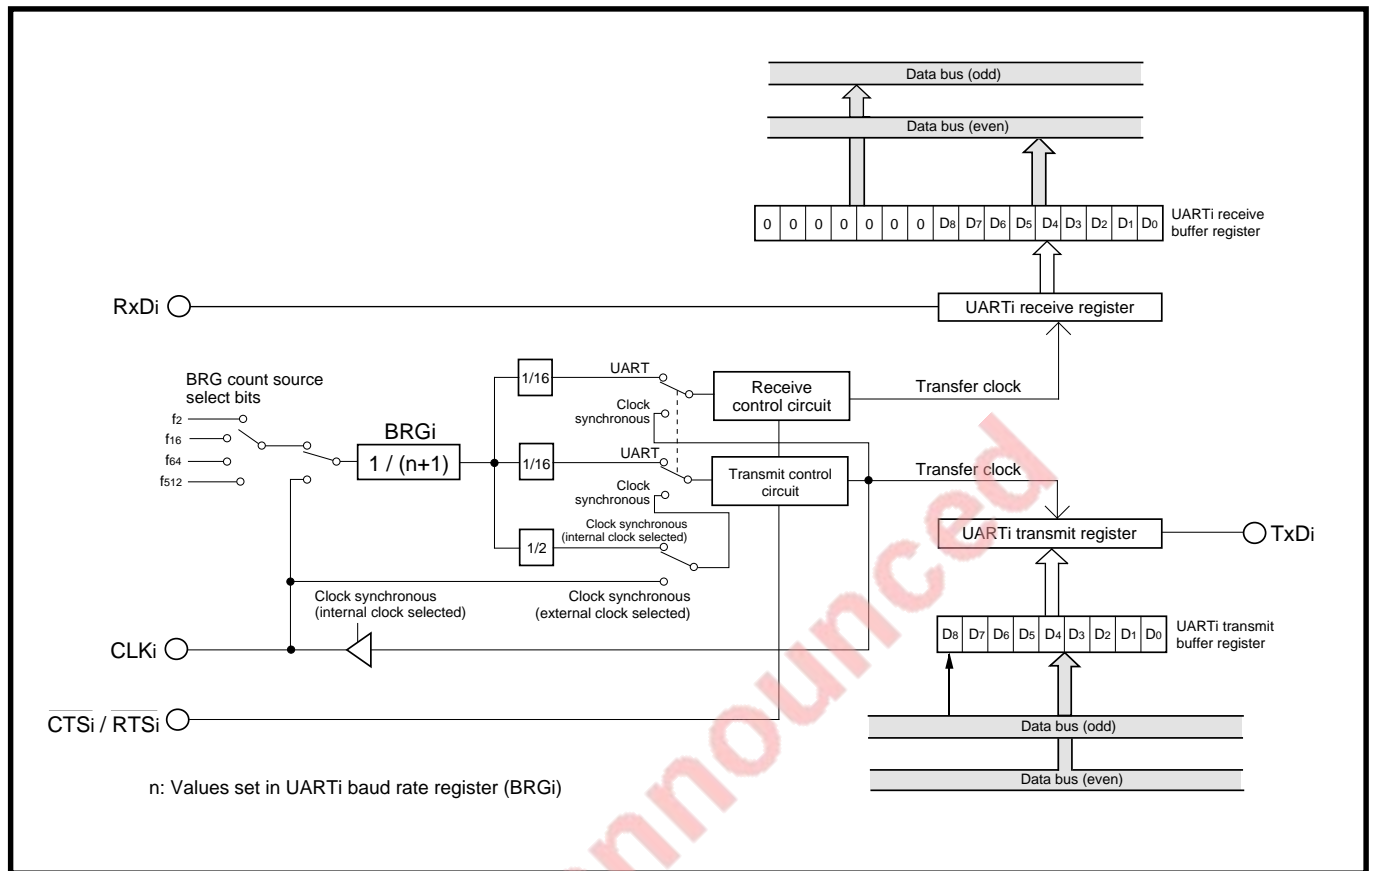 Data bus (odd)
Data bus (even)
0 0 0 0 0 0 0 D8 D7 D6 D5 D4 D3 D2 D1 D0
UARTi receive
buffer register
RxDi
UARTi receive register
BRG count source
select bits
f2
f16
f64
f512
BRGi
1 / (n+1)
1/16
UART
Clock
synchronous
Receive
control circuit
Transfer clock
1/16
UART
Clock
synchronous
Transmit control
circuit
Transfer clock
1/2
Clock synchronous
(internal clock selected)
UARTi transmit register
TxDi
Clock synchronous
(internal clock selected)
Clock synchronous
(external clock selected)
CLKi
D8 D7 D6 D5 D4 D3 D2 D1 D0
UARTi transmit
buffer register
CTSi / RTSi
Data bus (odd)
Data bus (even)
n: Values set in UARTi baud rate register (BRGi)
nnounced